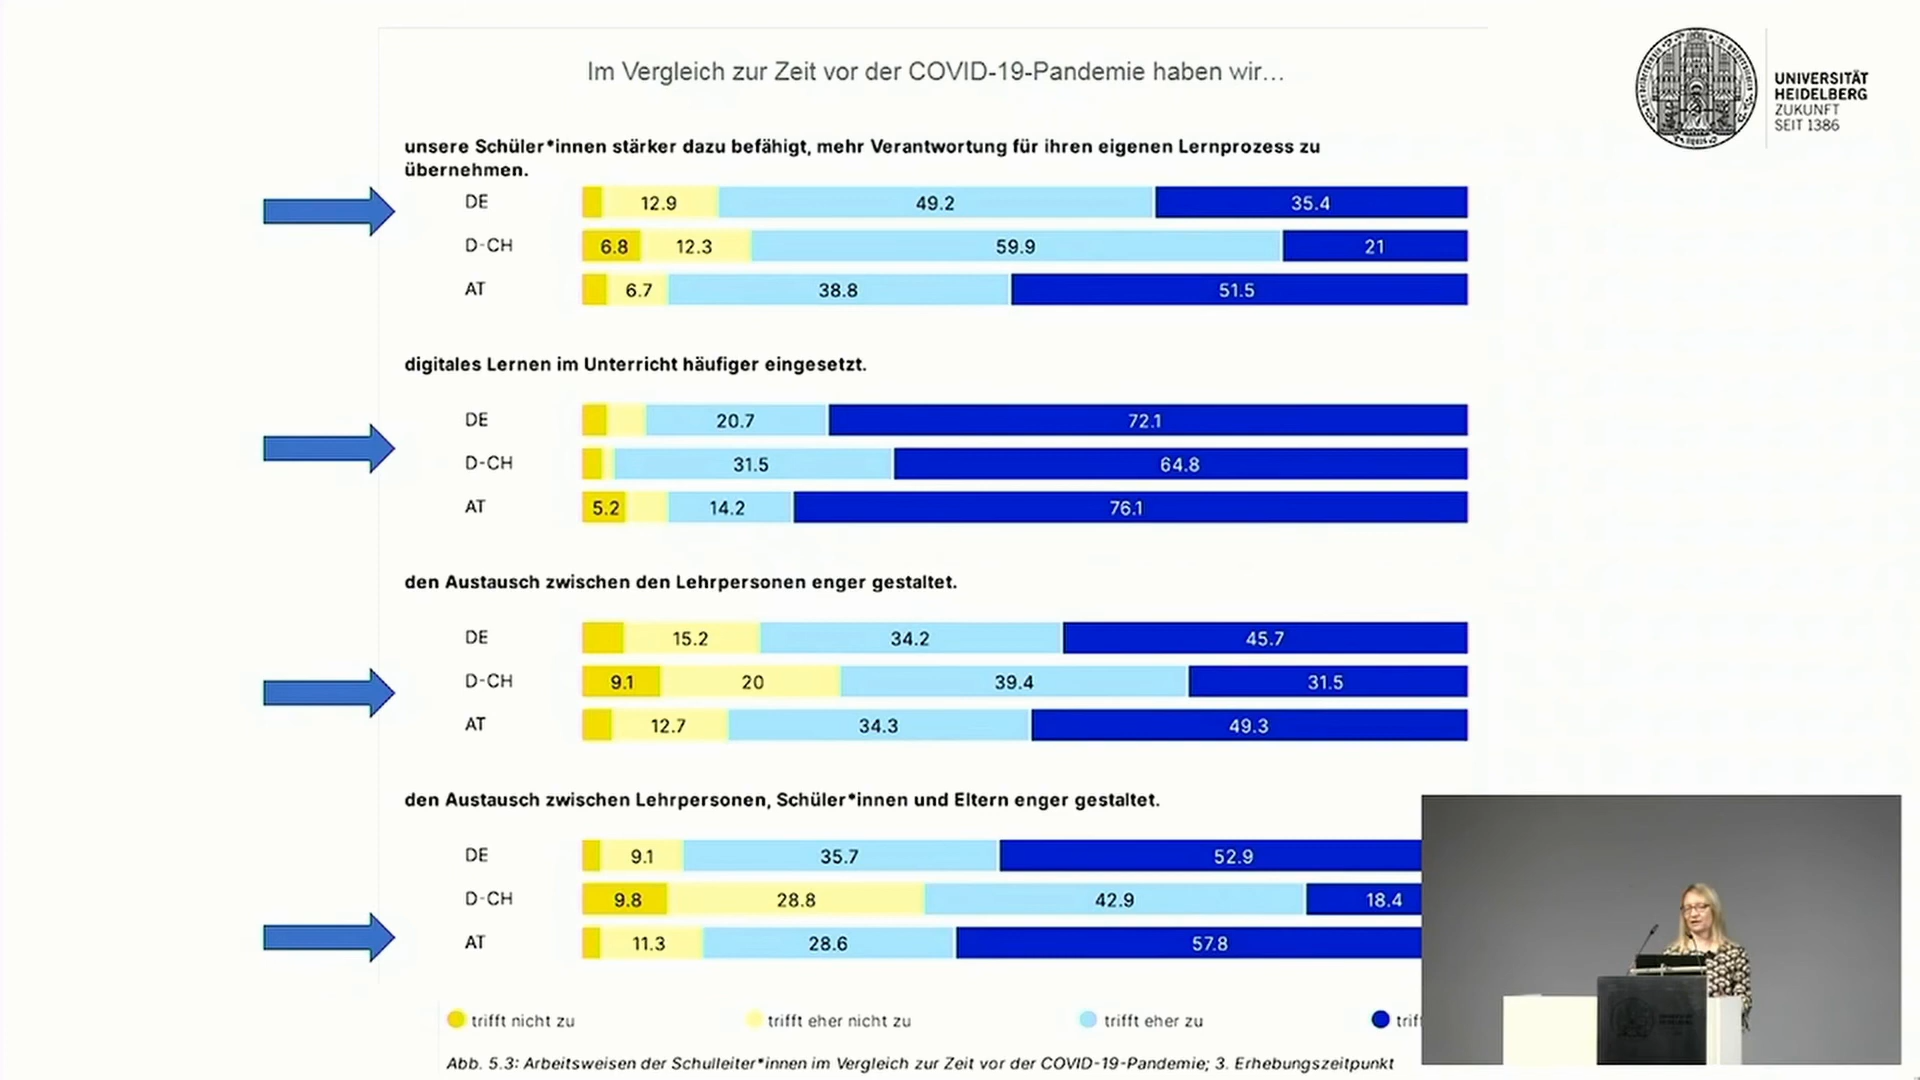 Im Vergleich zur Zeit vor der COVID-19-Pandemie haben wir…
UNIVERSITÄT
HEIDELBERG
ZUKUNFT
SEIT 1386
unsere Schüler*innen stärker dazu befähigt, mehr Verantwortung für ihren eigenen Lernprozess zu
übernehmen.
DE 12.9 49.2 35.4
D-CH 6.8 12.3 59.9 21
AT 6.7 38.8 51.5
digitales Lernen im Unterricht häufiger eingesetzt.
DE 20.7 72.1
D-CH 31.5 64.8
AT 5.2 14.2 76.1
den Austausch zwischen den Lehrpersonen enger gestaltet.
DE 15.2 34.2 45.7
D-CH 9.1 20 39.4 31.5
AT 12.7 34.3 49.3
den Austausch zwischen Lehrpersonen, Schüler*innen und Eltern enger gestaltet.
DE 9.1 35.7 52.9
D-CH 9.8 28.8 42.9 18.4
AT 11.3 28.6 57.8
trifft nicht zu trifft eher nicht zu trifft eher zu
Abb. 5.3: Arbeitsweisen der Schulleiter*innen im Vergleich zur Zeit vor der COVID-19-Pandemie; 3. Erhebungszeitpunkt